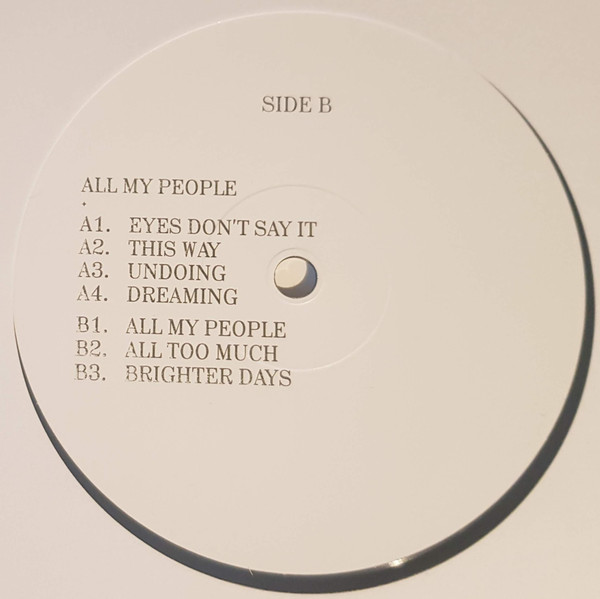 SIDE B
ALL MY PEOPLE
A1. EYES DON'T SAY IT
A2. THIS WAY
A3. UNDOING
A4. DREAMING
B1. ALL MY PEOPLE
B2. ALL TOO MUCH
B3. BRIGHTER DAYS